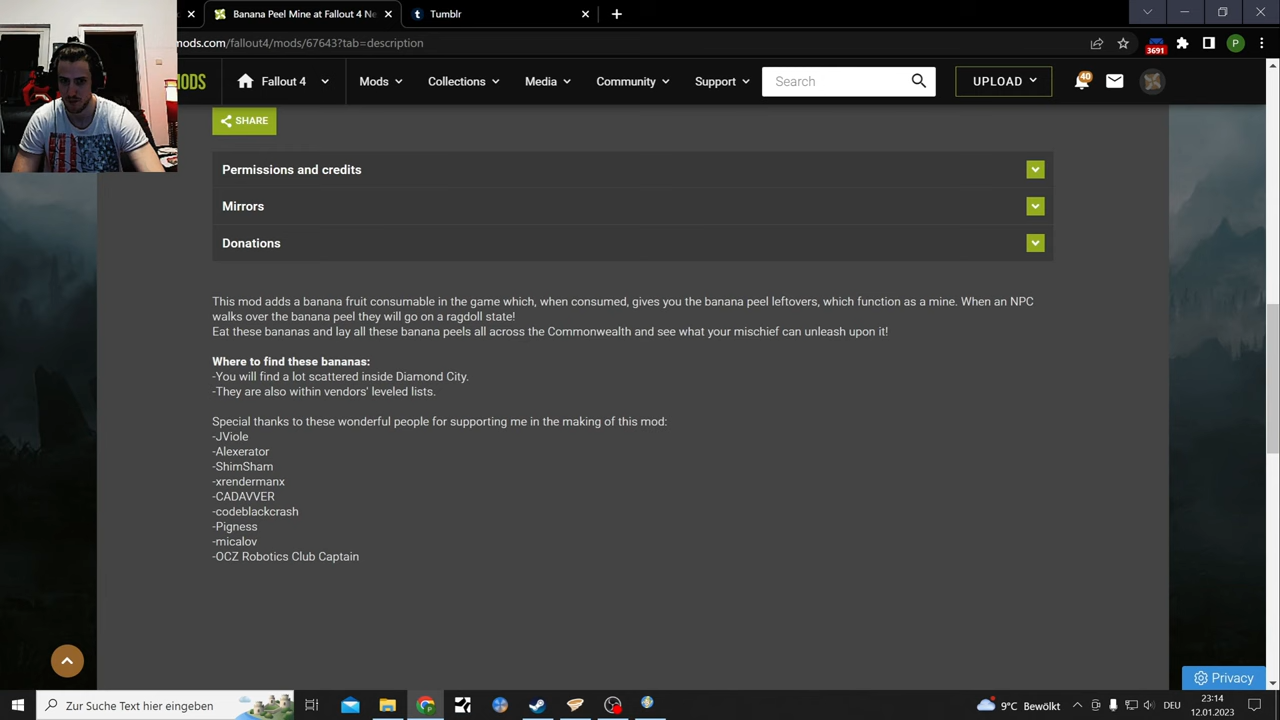 Banana Peel Mine at Fallout 4 Ne
Tumblr
mods.com/fallout4/mods/67643?tab=description
3691
P
MODS
Fallout 4
Mods
Collections
Media
Community
Support
Search
UPLOAD
40
SHARE
Permissions and credits
Mirrors
Donations
This mod adds a banana fruit consumable in the game which, when consumed, gives you the banana peel leftovers, which function as a mine. When an NPC
walks over the banana peel they will go on a ragdoll state!
Eat these bananas and lay all these banana peels all across the Commonwealth and see what your mischief can unleash upon it!
Where to find these bananas:
-You will find a lot scattered inside Diamond City.
-They are also within vendors' leveled lists.
Special thanks to these wonderful people for supporting me in the making of this mod:
-JViole
-Alexerator
-ShimSham
-xrendermanx
-CADAVVER
-codeblackcrash
-Pigness
-micalov
-OCZ Robotics Club Captain
Privacy
Zur Suche Text hier eingeben
9°C Bewölkt
DEU
23:14
12.01.2023